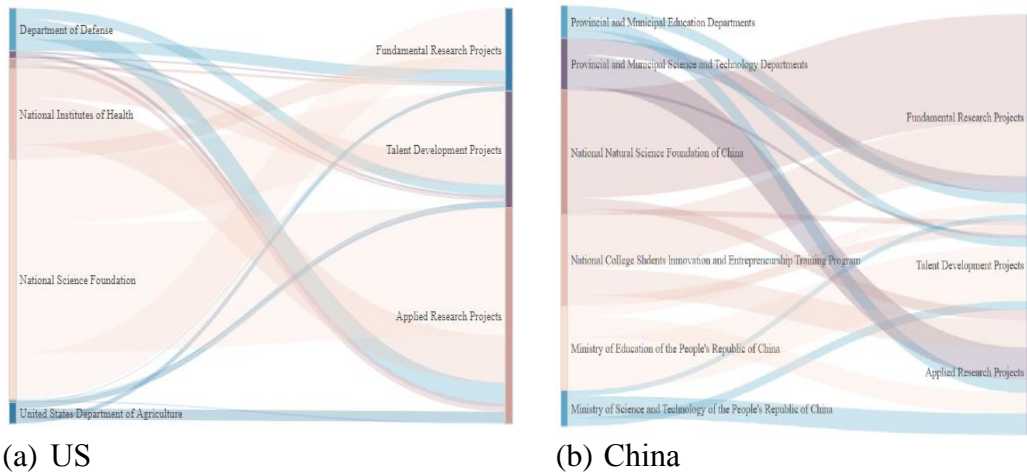 Department of Defense
Fundamental Research Projects
National Institutes of Health
Talent Development Projects
National Science Foundation
Applied Research Projects
United States Department of Agriculture
(a) US
Provincial and Municipal Education Departments
Provincial and Municipal Science and Technology Departments
Fundamental Research Projects
National Natural Science Foundation of China
National College Shdents Innovation and Entrepreneurship Training Program
Talent Development Projects
Ministry of Education of the People's Republic of China
Applied Research Projects
Ministry of Science and Technology of the People's Republic of China
(b) China